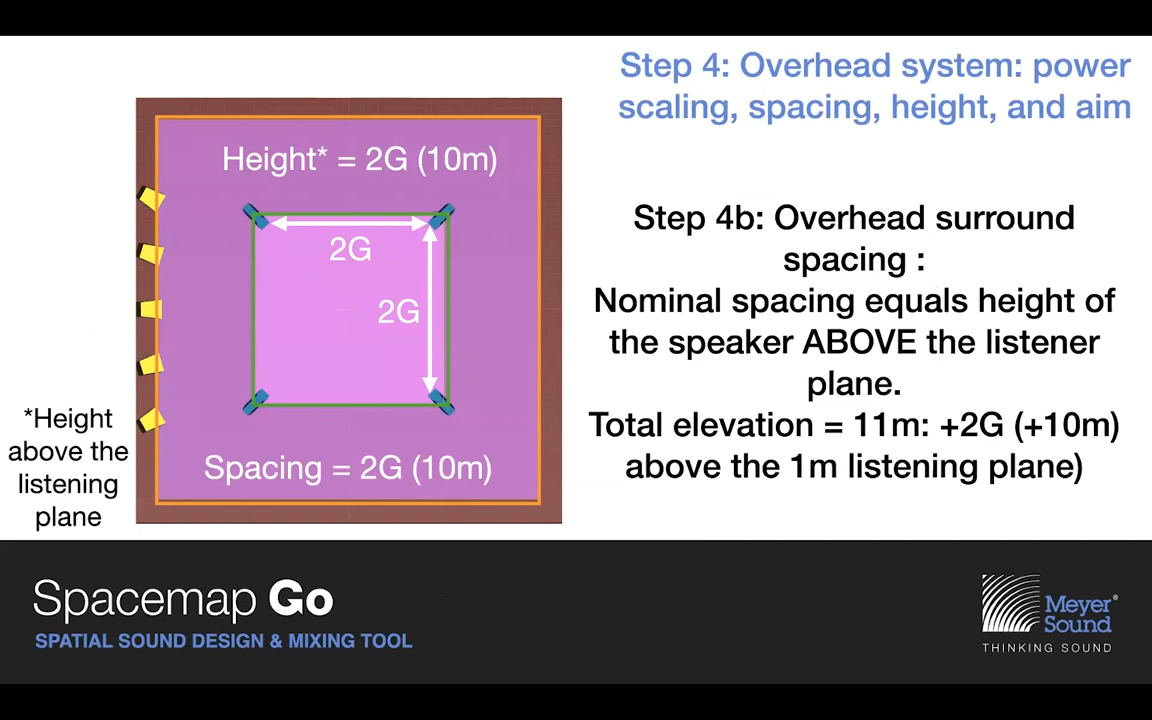 Step 4: Overhead system: power
scaling, spacing, height, and aim
Height* = 2G (10m)
2G
2G
Spacing = 2G (10m)
*Height
above the
listening
plane
Step 4b: Overhead surround
spacing :
Nominal spacing equals height of
the speaker ABOVE the listener
plane.
Total elevation = 11m: +2G (+10m)
above the 1m listening plane)
Spacemap Go
SPATIAL SOUND DESIGN & MIXING TOOL
Meyer®
Sound
THINKING SOUND